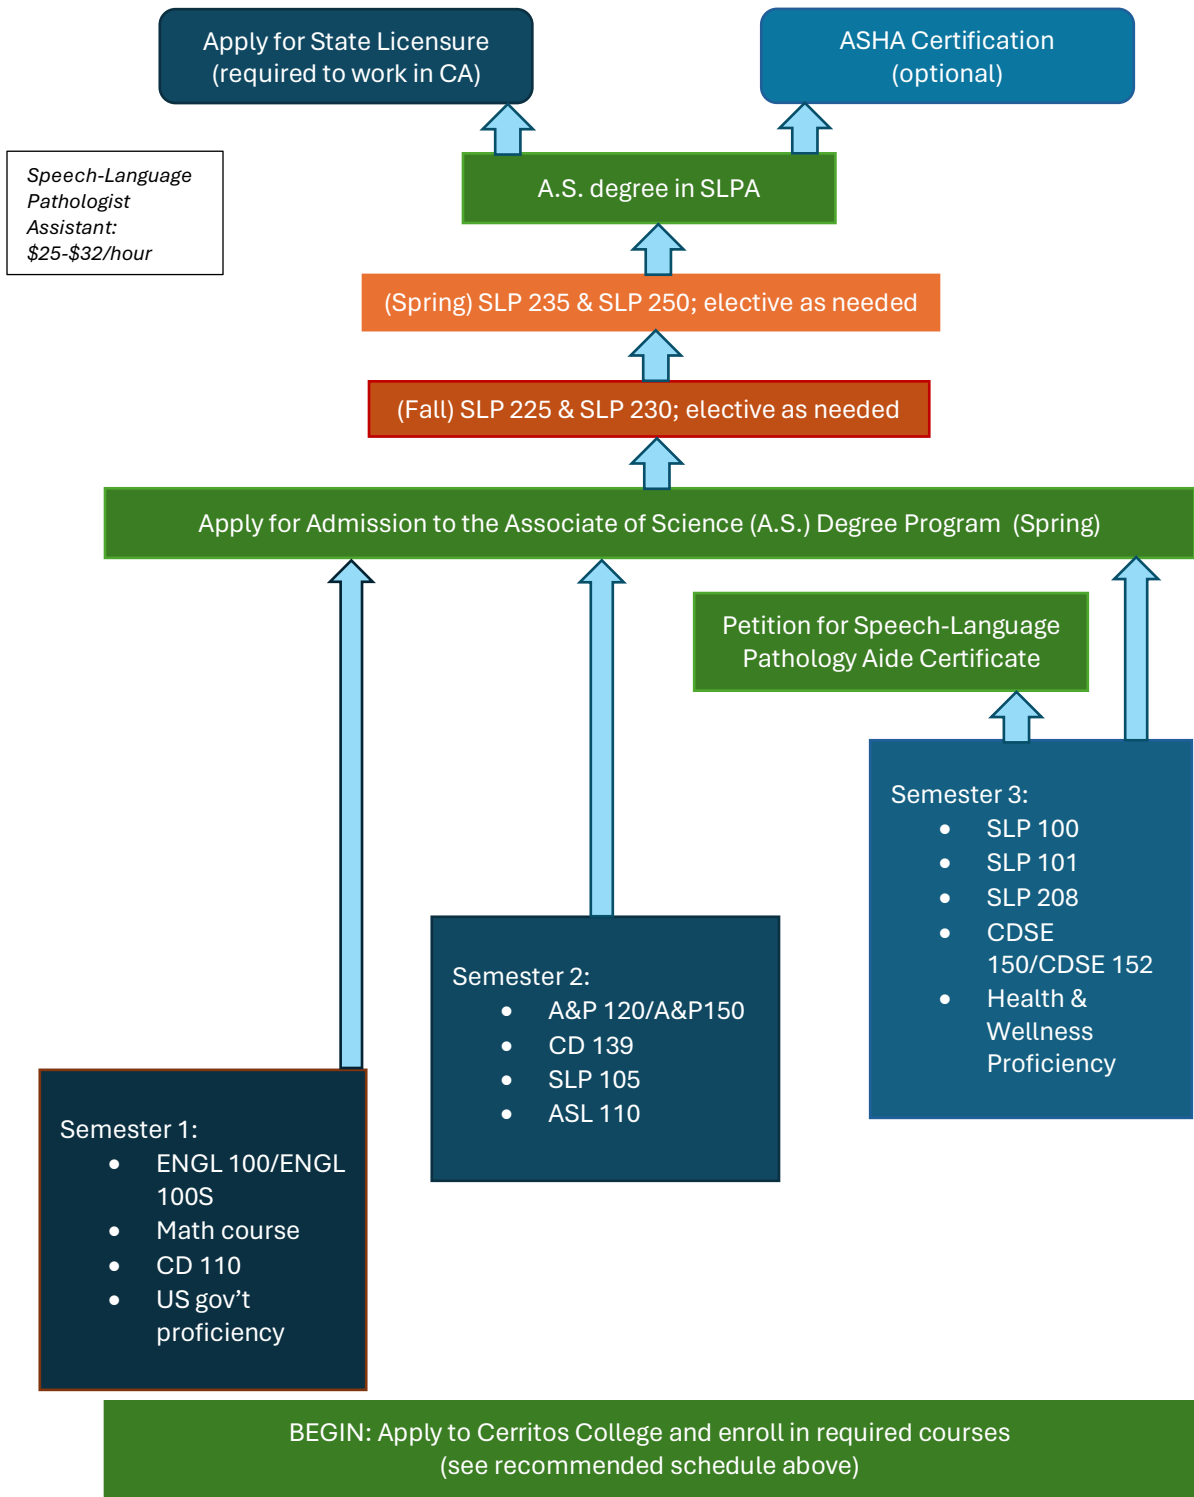 Apply for State Licensure
(required to work in CA)
ASHA Certification
(optional)
Speech-Language
Pathologist
Assistant:
$25-$32/hour
A.S. degree in SLPA
(Spring) SLP 235 & SLP 250; elective as needed
(Fall) SLP 225 & SLP 230; elective as needed
Apply for Admission to the Associate of Science (A.S.) Degree Program  (Spring)
Petition for Speech-Language
Pathology Aide Certificate
Semester 3:
• SLP 100
• SLP 101
• SLP 208
• CDSE
150/CDSE 152
• Health &
Wellness
Proficiency
Semester 2:
• A&P 120/A&P150
• CD 139
• SLP 105
• ASL 110
Semester 1:
• ENGL 100/ENGL
100S
• Math course
• CD 110
• US gov’t
proficiency
BEGIN: Apply to Cerritos College and enroll in required courses
(see recommended schedule above)